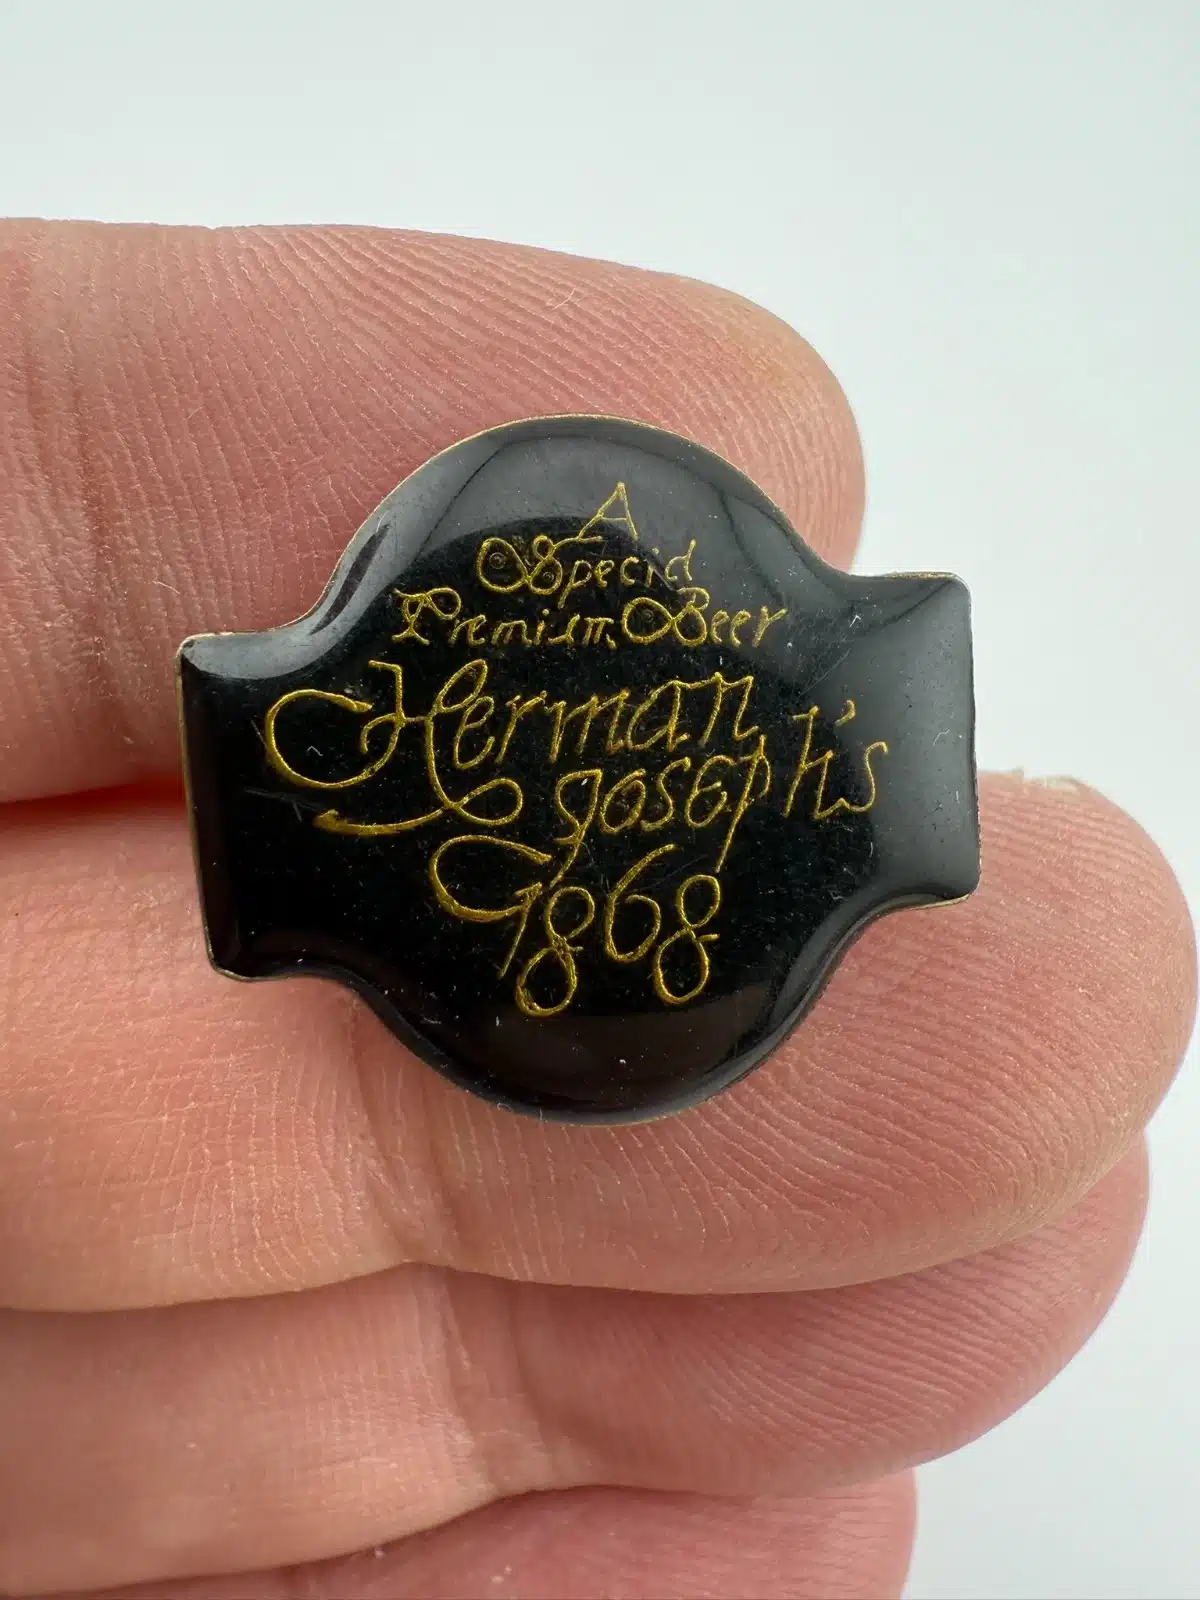 A
Special
Premium Beer
Herman
Joseph's
1868